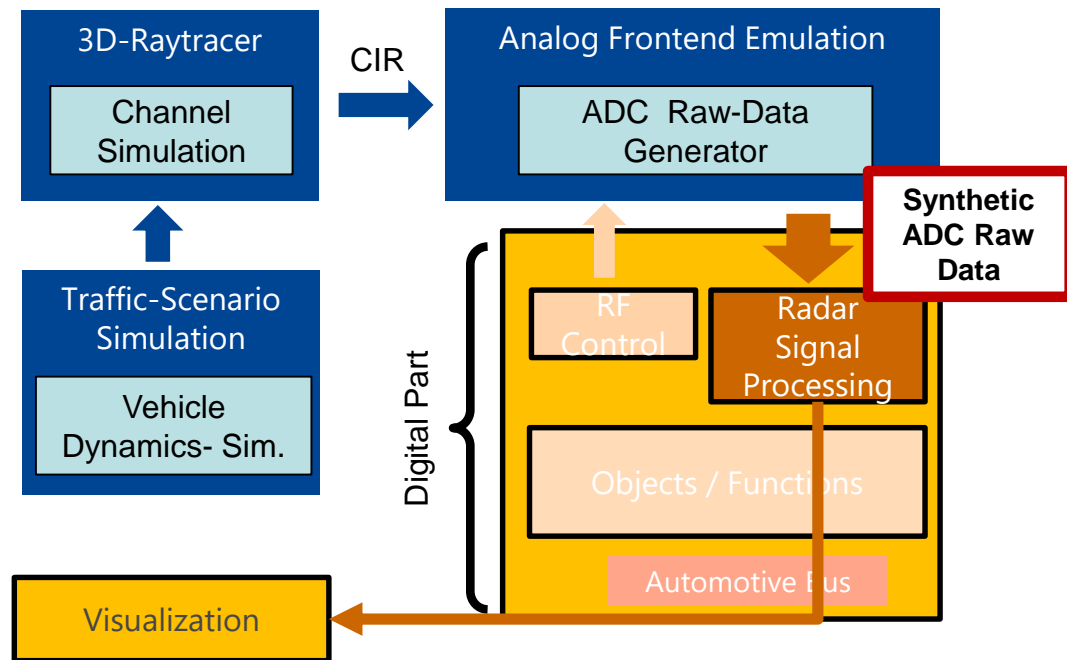 3D-Raytracer
Channel
Simulation
CIR
Analog Frontend Emulation
ADC Raw-Data
Generator
Synthetic
ADC Raw
Data
Traffic-Scenario
Simulation
Vehicle
Dynamics- Sim.
Digital Part
RF
Control
Radar
Signal
Processing
Objects / Functions
Automotive Bus
Visualization